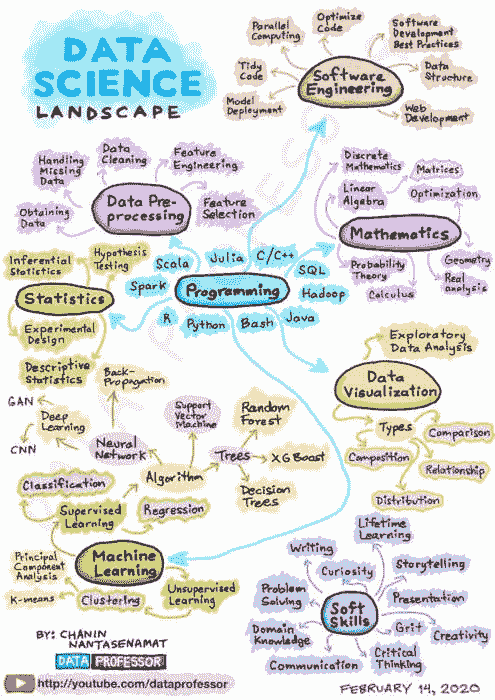 DATA
SCIENCE
LANDSCAPE
Parallel
Computing
Optimize
Code
Software
Development
Best Practices
Tidy
Code
Software
Engineering
Data
Structure
Model
Deployment
Web
Development
Handling
Missing
Data
Data
Cleaning
Feature
Engineering
Obtaining
Data
Data Pre-
processing
Feature
Selection
Discrete
Mathematics
Matrices
Linear
Algebra
Optimization
Mathematics
Probability
Theory
Calculus
Geometry
Real
analysis
Inferential
Statistics
Hypothesis
Testing
Statistics
Experimental
Design
Descriptive
Statistics
Scala
Julia
C/C++
SQL
Spark
Programming
Hadoop
R
Python
Bash
Java
Exploratory
Data Analysis
Data
Visualization
Types
Comparison
Composition
Relationship
Distribution
GAN
Deep
Learning
CNN
Back-
Propagation
Neural
Network
Support
Vector
Machine
Random
Forest
Trees
XG Boost
Decision
Trees
Algorithm
Classification
Supervised
Learning
Regression
Machine
Learning
Principal
Component
Analysis
K-means
Clustering
Unsupervised
Learning
Lifetime
Learning
Writing
Curiosity
Storytelling
Problem
Solving
Soft
Skills
Presentation
Domain
Knowledge
Grit
Creativity
Communication
Critical
Thinking
BY: CHANIN
NANTASENAMAT
DATA PROFESSOR
http://youtube.com/dataprofessor
FEBRUARY 14, 2020